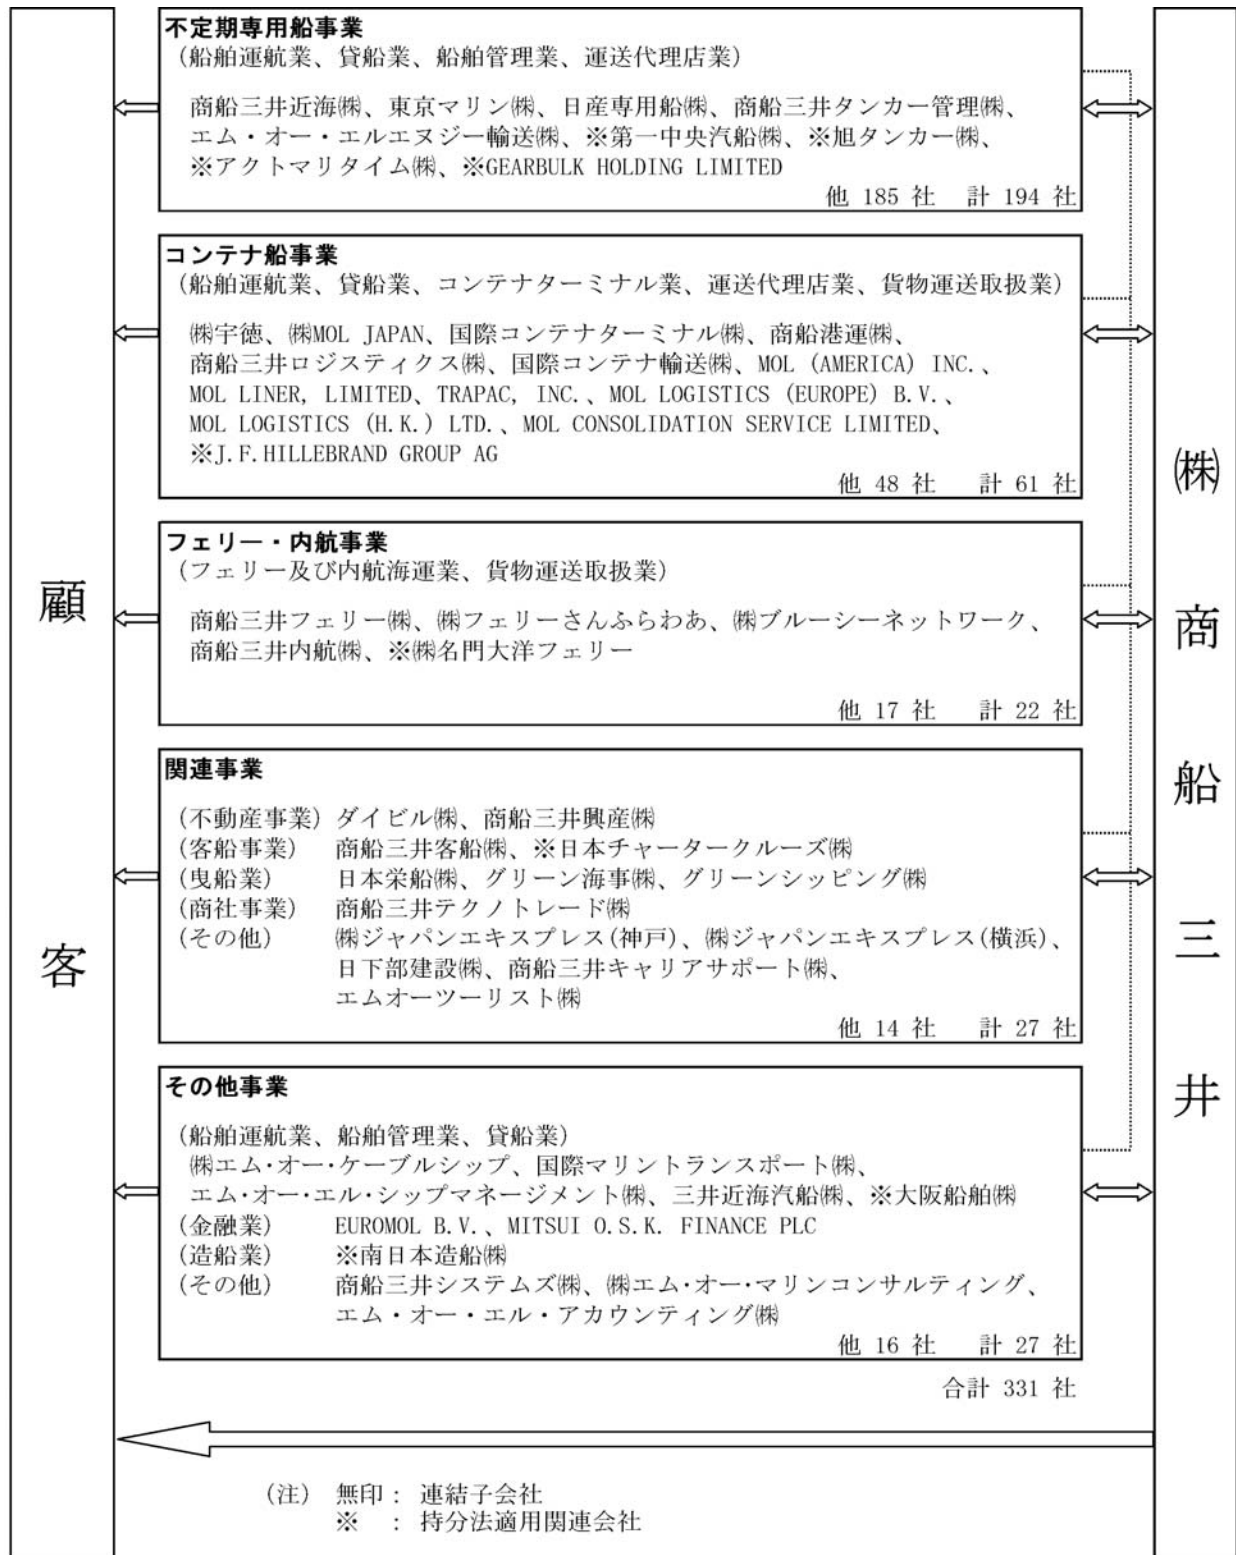 不定期専用船事業
(船舶運航業、貸船業、船舶管理業、運送代理店業)
商船三井近海㈱、東京マリン㈱、日産専用船㈱、商船三井タンカー管理㈱、
エム・オー・エルエヌジー輸送㈱、※第一中央汽船㈱、※旭タンカー㈱、
※アクトマリタイム㈱、※GEARBULK HOLDING LIMITED
他 185 社 計 194 社
コンテナ船事業
(船舶運航業、貸船業、コンテナターミナル業、運送代理店業、貨物運送取扱業)
㈱宇徳、㈱MOL JAPAN、国際コンテナターミナル㈱、商船港運㈱、
商船三井ロジスティクス㈱、国際コンテナ輸送㈱、MOL (AMERICA) INC.、
MOL LINER, LIMITED、TRAPAC, INC.、MOL LOGISTICS (EUROPE) B.V.、
MOL LOGISTICS (H.K.) LTD.、MOL CONSOLIDATION SERVICE LIMITED、
※J.F.HILLEBRAND GROUP AG
他 48 社 計 61 社
フェリー・内航事業
(フェリー及び内航海運業、貨物運送取扱業)
商船三井フェリー㈱、㈱フェリーさんふらわあ、㈱ブルーシーネットワーク、
商船三井内航㈱、※㈱名門大洋フェリー
他 17 社 計 22 社
関連事業
(不動産事業) ダイビル㈱、商船三井興産㈱
(客船事業) 商船三井客船㈱、※日本チャータークルーズ㈱
(曳船業) 日本栄船㈱、グリーン海事㈱、グリーンシッピング㈱
(商社事業) 商船三井テクノトレード㈱
(その他) ㈱ジャパンエキスプレス(神戸)、㈱ジャパンエキスプレス(横浜)、
日下部建設㈱、商船三井キャリアサポート㈱、
エムオーツーリスト㈱
他 14 社 計 27 社
その他事業
(船舶運航業、船舶管理業、貸船業)
㈱エム・オー・ケーブルシップ、国際マリントランスポート㈱、
エム・オー・エル・シップマネージメント㈱、三井近海汽船㈱、※大阪船舶㈱
(金融業) EUROMOL B.V.、MITSUI O.S.K. FINANCE PLC
(造船業) ※南日本造船㈱
(その他) 商船三井システムズ㈱、㈱エム・オー・マリンコンサルティング、
エム・オー・エル・アカウンティング㈱
他 16 社 計 27 社
合計 331 社
顧客
㈱商船三井
(注) 無印: 連結子会社
※ : 持分法適用関連会社